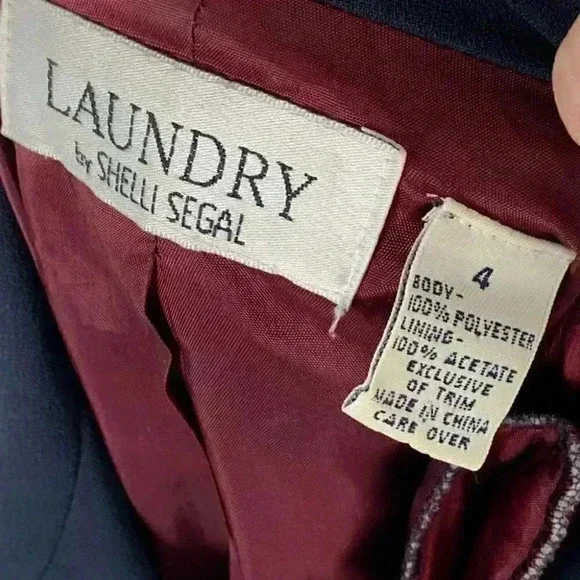 LAUNDRY
by SHELLI SEGAL
4
BODY-
100% POLYESTER
LINING-
100% ACETATE
EXCLUSIVE
OF TRIM
MADE IN CHINA
CARE OVER